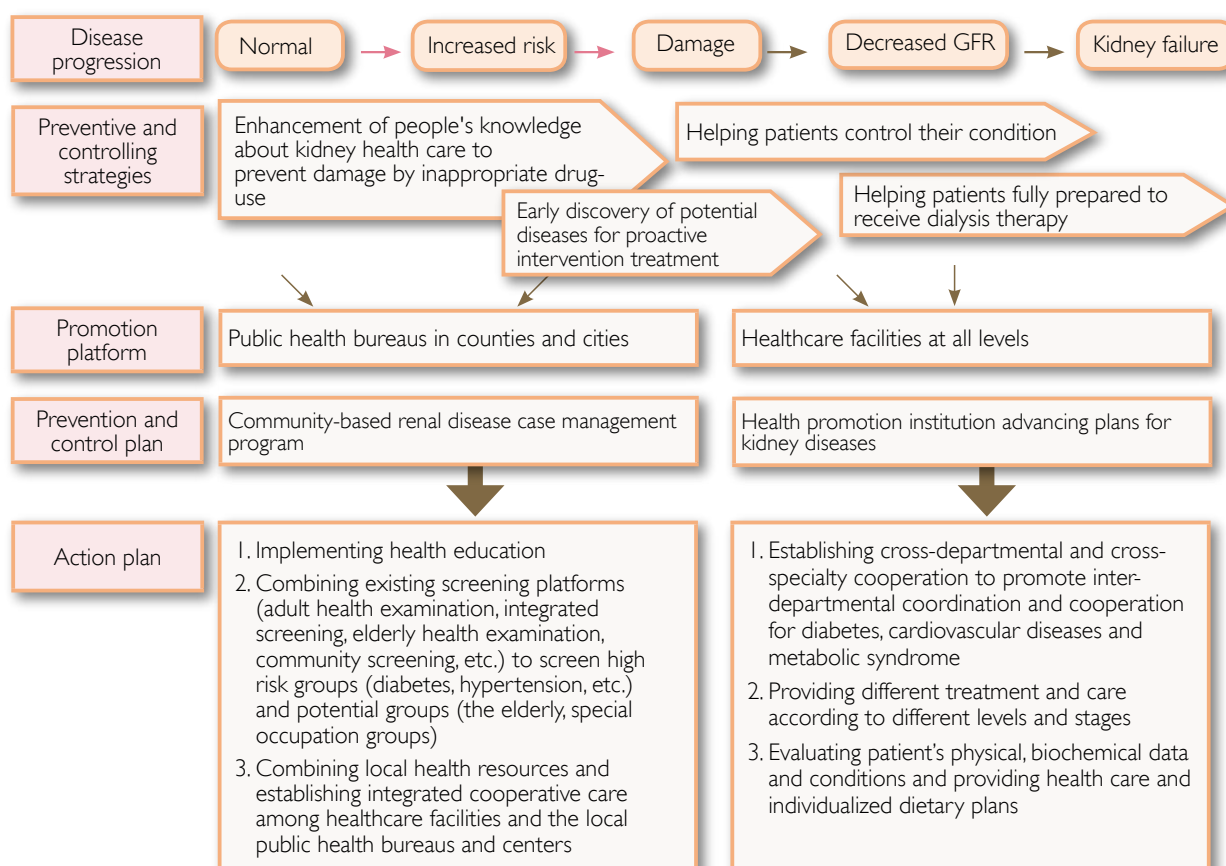 Disease
progression
Normal
Increased risk
Damage
Decreased GFR
Kidney failure
Preventive and
controlling
strategies
Enhancement of people's knowledge
about kidney health care to
prevent damage by inappropriate drug-
use
Helping patients control their condition
Early discovery of potential
diseases for proactive
intervention treatment
Helping patients fully prepared to
receive dialysis therapy
Promotion
platform
Public health bureaus in counties and cities
Healthcare facilities at all levels
Prevention and
control plan
Community-based renal disease case management
program
Health promotion institution advancing plans for
kidney diseases
Action plan
1. Implementing health education
2. Combining existing screening platforms
(adult health examination, integrated
screening, elderly health examination,
community screening, etc.) to screen high
risk groups (diabetes, hypertension, etc.)
and potential groups (the elderly, special
occupation groups)
3. Combining local health resources and
establishing integrated cooperative care
among healthcare facilities and the local
public health bureaus and centers
1. Establishing cross-departmental and cross-
specialty cooperation to promote inter-
departmental coordination and cooperation
for diabetes, cardiovascular diseases and
metabolic syndrome
2. Providing different treatment and care
according to different levels and stages
3. Evaluating patient's physical, biochemical data
and conditions and providing health care and
individualized dietary plans